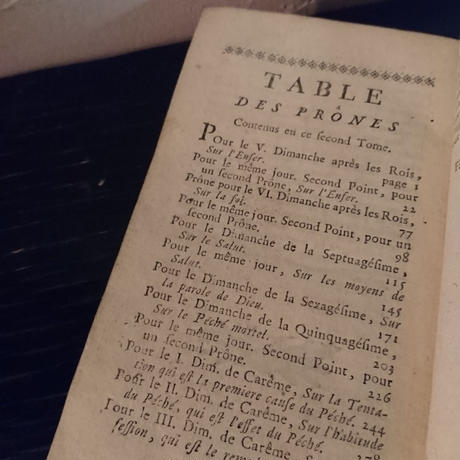 TABLE
DES PRÔNES
Contenus en ce second Tome.
Pour le V. Dimanche après les Rois,
Sur l'Enfer. page 1
Pour le même jour. Second Point, pour
un second Prône, Sur l'Enfer. 22
Prône pour le VI. Dimanche après les Rois,
Sur la foi. 77
Pour le même jour. Second Point, pour un
second Prône. 98
Pour le Dimanche de la Septuagésime,
Sur le Salut. 115
Pour le même jour, Sur les moyens de
Salut. 145
Pour le Dimanche de la Sexagésime, Sur
la parole de Dieu. 171
Pour le Dimanche de la Quinquagésime,
Sur le Péché mortel. 203
Pour le même jour. Second Point, pour
un second Prône. 226
Pour le I. Dim. de Carême, Sur la Tenta-
tion qui est la premiere cause du Péché. 244
Pour le II. Dim. de Carême, Sur l'habitude
du Péché, qui est l'effet du Péché.
Pour le III. Dim. de Carême, Sur
fession, qui est le